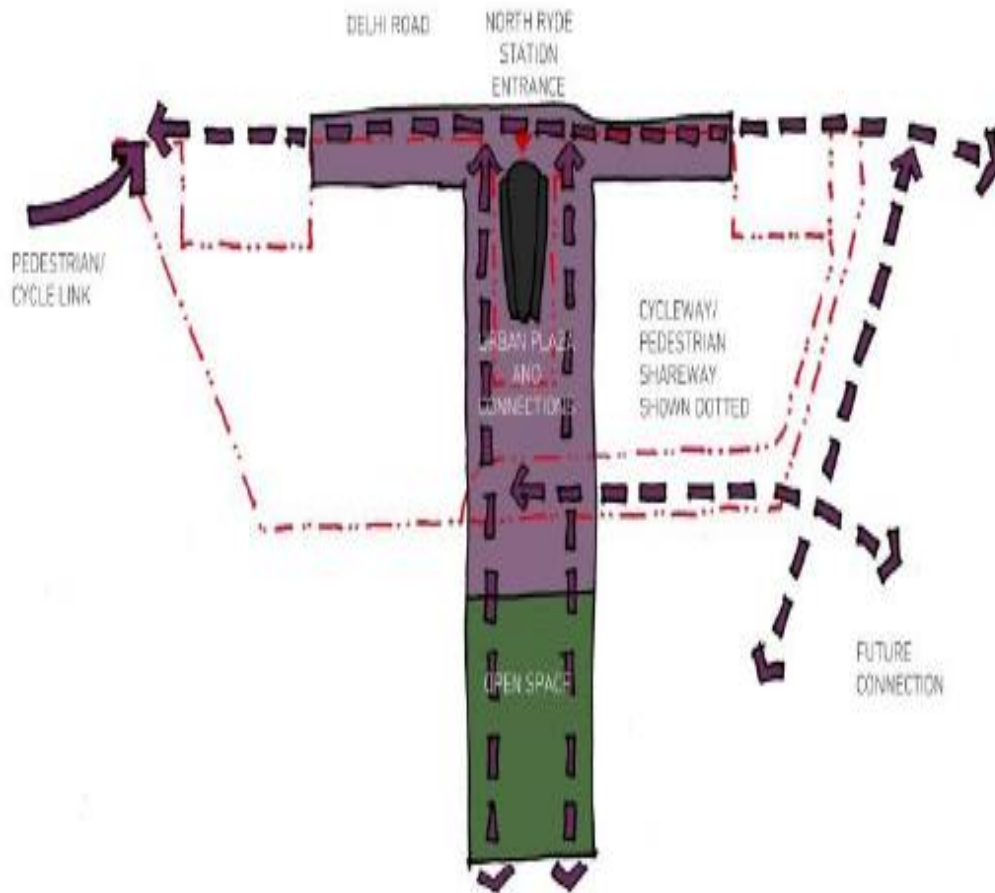 DELHI ROAD
NORTH RYDE
STATION
ENTRANCE
PEDESTRIAN/
CYCLE LINK
URBAN PLAZA
AND
CONNECTIONS
CYCLEWAY/
PEDESTRIAN
SHAREWAY
SHOWN DOTTED
OPEN SPACE
FUTURE
CONNECTION